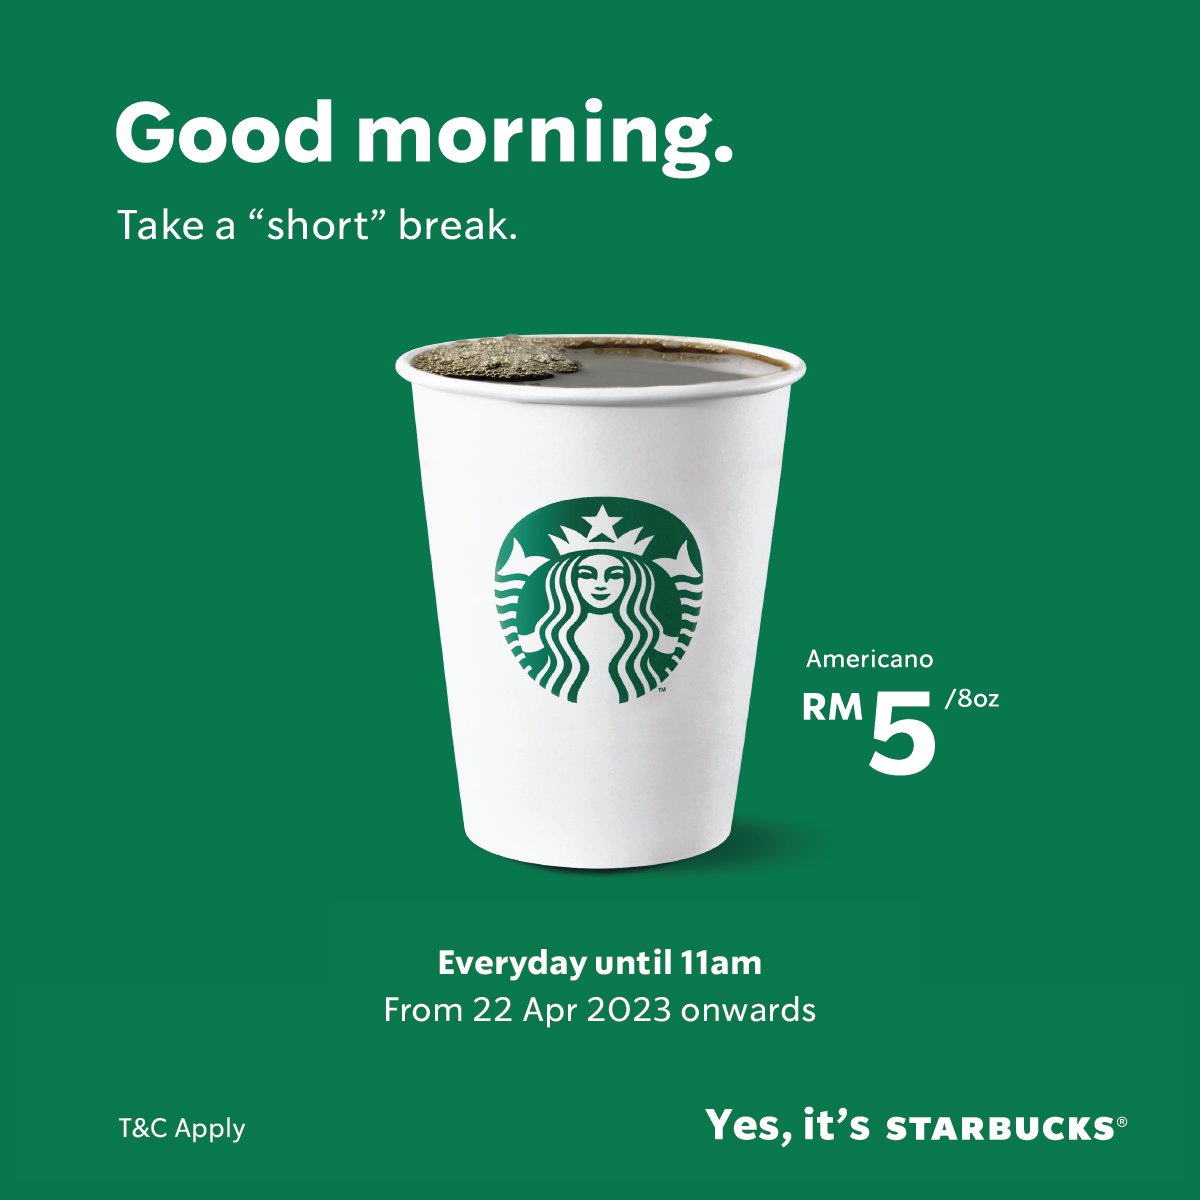 Good morning.
Take a “short” break.
TM
Americano
RM 5 /8oz
Everyday until 11am
From 22 Apr 2023 onwards
T&C Apply
Yes, it’s STARBUCKS®